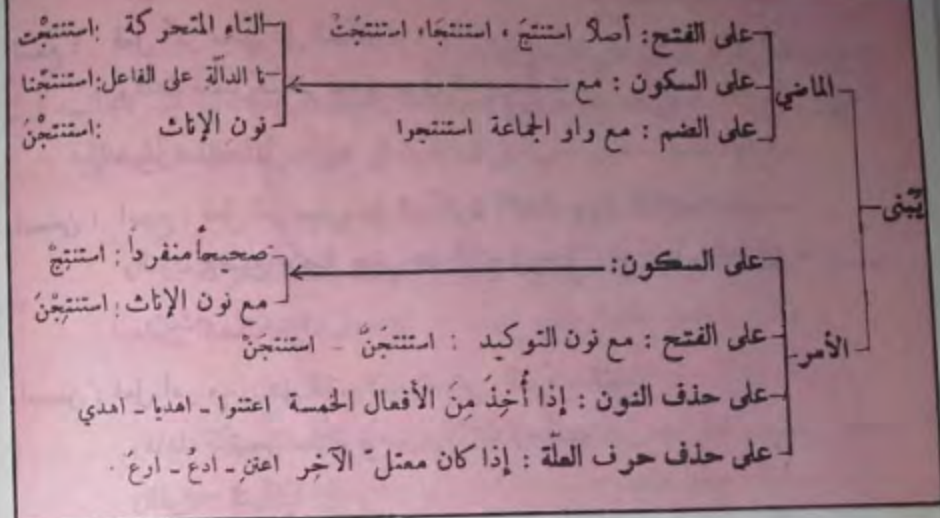 يُبنى
الماضي
على الفتح: أصلًا استنتجَ، استنتجَا، استنتجَتْ
على السكون : مع
التاء المتحركة :استنتجْت
نا الدالّة على الفاعل:استنتجْنا
نون الإناث :استنتجْنَ
على الضم : مع واو الجماعة استنتجوا
الأمر
على السكون:
صحيحاً منفرداً : استنتِجْ
مع نون الإناث : استنتِجْنَ
على الفتح : مع نون التوكيد : استنتجَنَّ – استنتجَنْ
على حذف النون : إذا أُخِذَ مِنَ الأفعال الخمسة اعتنوا – اهديا – اهدي
على حذف حرف العلّة : إذا كان معتلّ الآخِر اعتنِ – ادعُ – ارعَ .